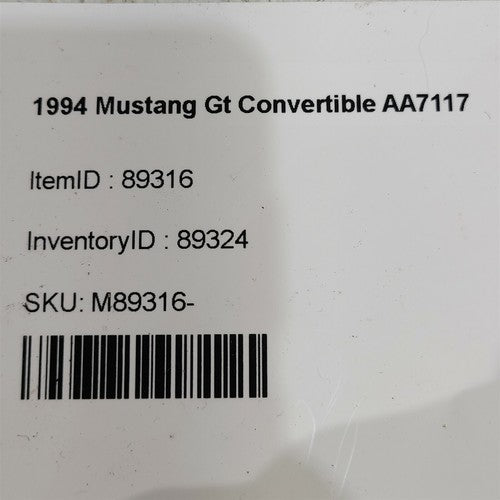 1994 Mustang Gt Convertible AA7117
ItemID : 89316
InventoryID : 89324
SKU: M89316-